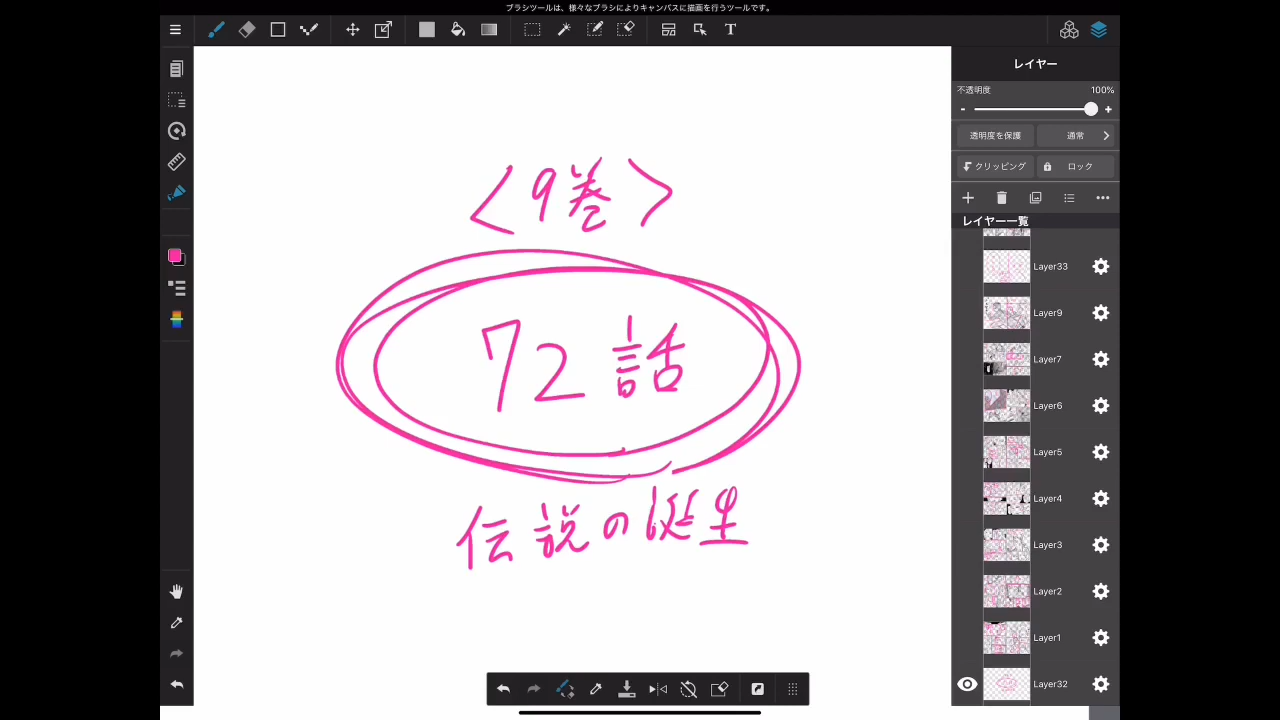 ブラシツールは、様々なブラシによりキャンバスに描画を行うツールです。
T
レイヤー
不透明度 100%
- +
透明度を保護 通常
クリッピング ロック
レイヤー一覧
Layer33
Layer9
Layer7
Layer6
Layer5
Layer4
Layer3
Layer2
Layer1
Layer32
<9巻>
72話
伝説の誕生